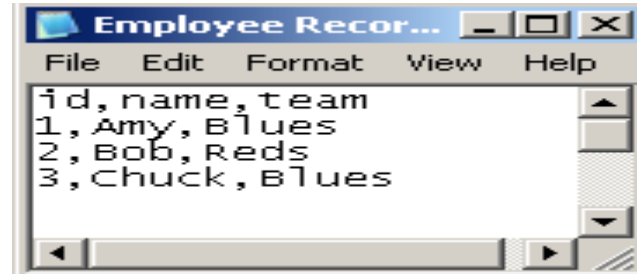 Employee Recor...
File Edit Format View Help
id,name,team
1,Amy,Blues
2,Bob,Reds
3,Chuck,Blues